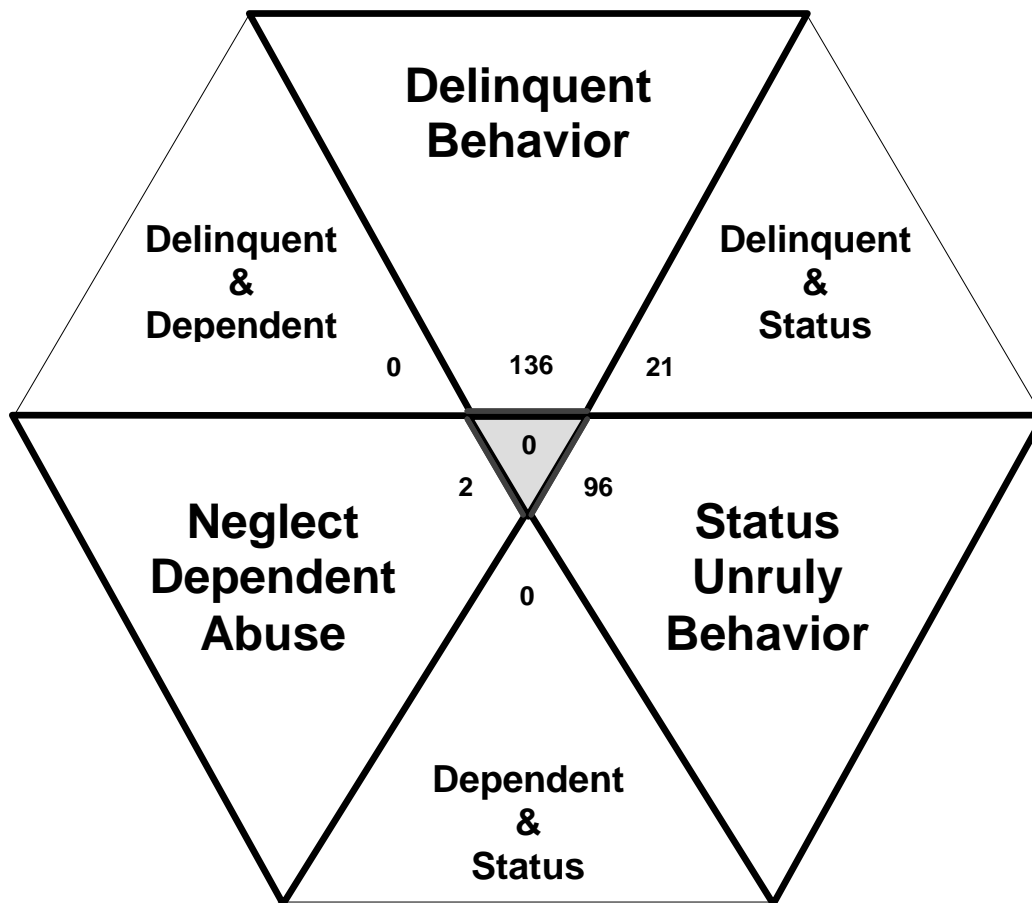 Delinquent
Behavior
Delinquent
&
Dependent
Delinquent
&
Status
0
136
21
0
2
96
Neglect
Dependent
Abuse
Status
Unruly
Behavior
0
Dependent
&
Status